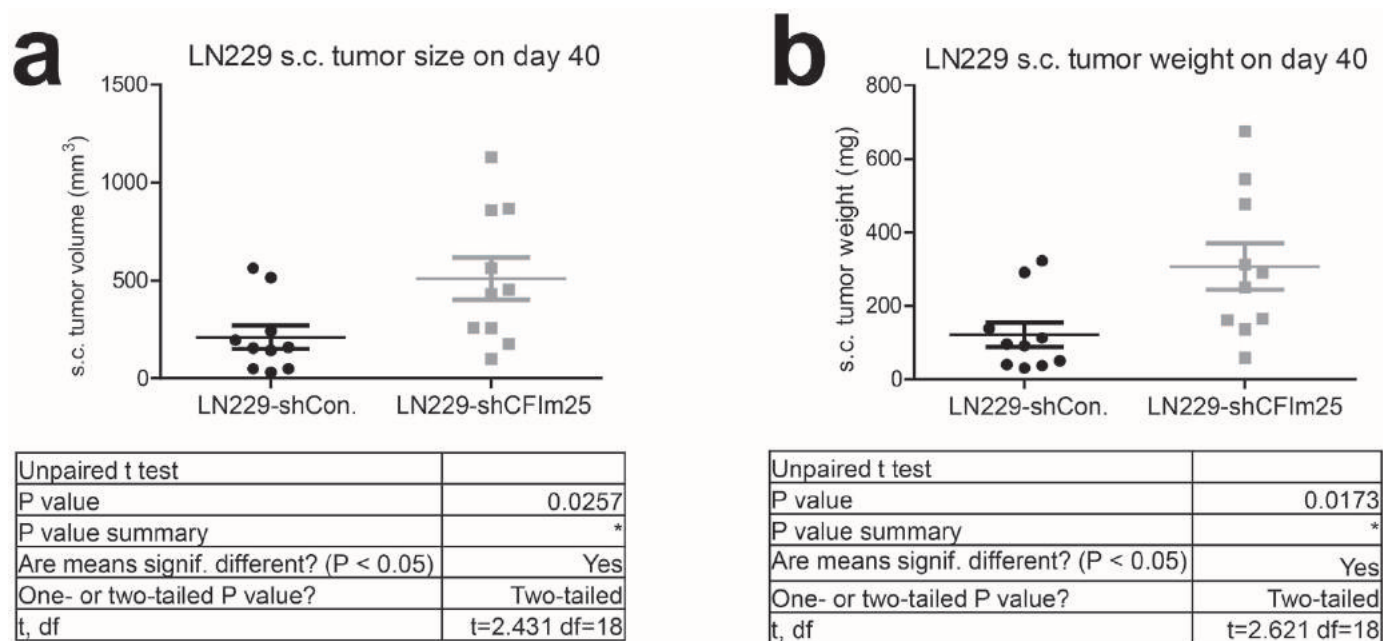 a
LN229 s.c. tumor size on day 40
s.c. tumor volume (mm³)
1500
1000
500
0
LN229-shCon. LN229-shCFIm25
Unpaired t test
P value 0.0257
P value summary *
Are means signif. different? (P < 0.05) Yes
One- or two-tailed P value? Two-tailed
t, df t=2.431 df=18
b
LN229 s.c. tumor weight on day 40
s.c. tumor weight (mg)
800
600
400
200
0
LN229-shCon. LN229-shCFIm25
Unpaired t test
P value 0.0173
P value summary *
Are means signif. different? (P < 0.05) Yes
One- or two-tailed P value? Two-tailed
t, df t=2.621 df=18